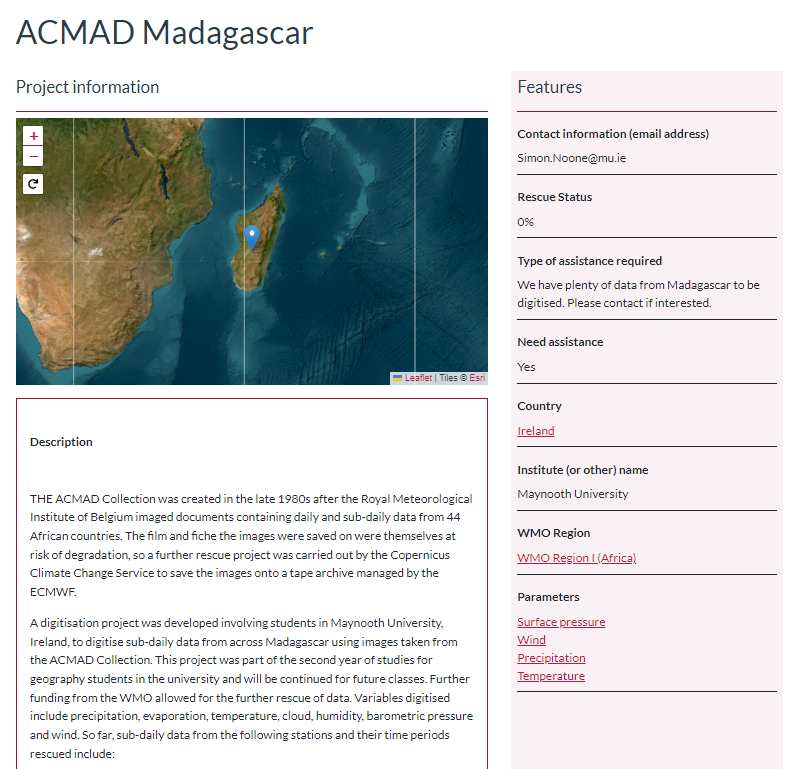 ACMAD Madagascar
Project information
+
−
Leaflet | Tiles © Esri
Description
THE ACMAD Collection was created in the late 1980s after the Royal Meteorological
Institute of Belgium imaged documents containing daily and sub-daily data from 44
African countries. The film and fiche the images were saved on were themselves at
risk of degradation, so a further rescue project was carried out by the Copernicus
Climate Change Service to save the images onto a tape archive managed by the
ECMWF.
A digitisation project was developed involving students in Maynooth University,
Ireland, to digitise sub-daily data from across Madagascar using images taken from
the ACMAD Collection. This project was part of the second year of studies for
geography students in the university and will be continued for future classes. Further
funding from the WMO allowed for the further rescue of data. Variables digitised
include precipitation, evaporation, temperature, cloud, humidity, barometric pressure
and wind. So far, sub-daily data from the following stations and their time periods
rescued include:
Features
Contact information (email address)
Simon.Noone@mu.ie
Rescue Status
0%
Type of assistance required
We have plenty of data from Madagascar to be
digitised. Please contact if interested.
Need assistance
Yes
Country
Ireland
Institute (or other) name
Maynooth University
WMO Region
WMO Region I (Africa)
Parameters
Surface pressure
Wind
Precipitation
Temperature